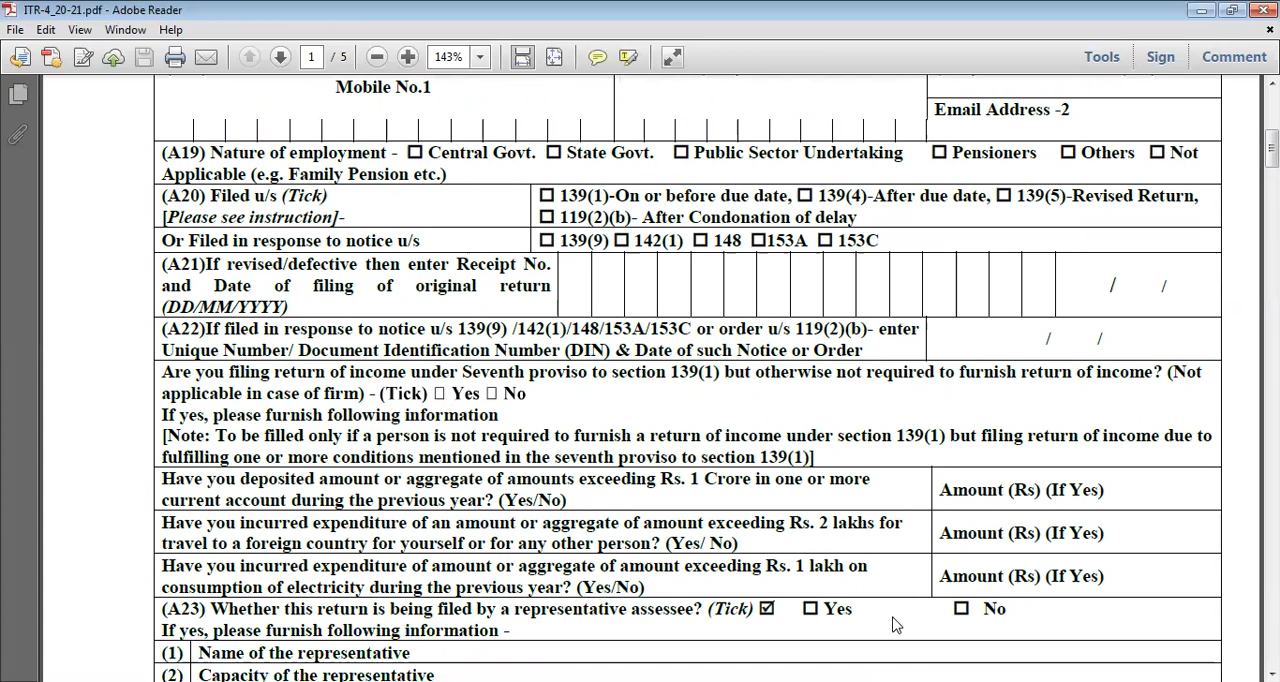 ITR-4_20-21.pdf - Adobe Reader
File Edit View Window Help
1 / 5 143% Tools Sign Comment
Mobile No.1
Email Address -2
(A19) Nature of employment - ☐ Central Govt. ☐ State Govt. ☐ Public Sector Undertaking ☐ Pensioners ☐ Others ☐ Not
Applicable (e.g. Family Pension etc.)
(A20) Filed u/s (Tick) ☐ 139(1)-On or before due date, ☐ 139(4)-After due date, ☐ 139(5)-Revised Return,
[Please see instruction]- ☐ 119(2)(b)- After Condonation of delay
Or Filed in response to notice u/s ☐ 139(9) ☐ 142(1) ☐ 148 ☐153A ☐ 153C
(A21)If revised/defective then enter Receipt No.
and Date of filing of original return / /
(DD/MM/YYYY)
(A22)If filed in response to notice u/s 139(9) /142(1)/148/153A/153C or order u/s 119(2)(b)- enter
Unique Number/ Document Identification Number (DIN) & Date of such Notice or Order / /
Are you filing return of income under Seventh proviso to section 139(1) but otherwise not required to furnish return of income? (Not
applicable in case of firm) - (Tick) ☐ Yes ☐ No
If yes, please furnish following information
[Note: To be filled only if a person is not required to furnish a return of income under section 139(1) but filing return of income due to
fulfilling one or more conditions mentioned in the seventh proviso to section 139(1)]
Have you deposited amount or aggregate of amounts exceeding Rs. 1 Crore in one or more
current account during the previous year? (Yes/No)
Amount (Rs) (If Yes)
Have you incurred expenditure of an amount or aggregate of amount exceeding Rs. 2 lakhs for
travel to a foreign country for yourself or for any other person? (Yes/ No)
Amount (Rs) (If Yes)
Have you incurred expenditure of amount or aggregate of amount exceeding Rs. 1 lakh on
consumption of electricity during the previous year? (Yes/No)
Amount (Rs) (If Yes)
(A23) Whether this return is being filed by a representative assessee? (Tick) ☑ ☐ Yes ☐ No
If yes, please furnish following information -
(1) Name of the representative
(2) Capacity of the representative